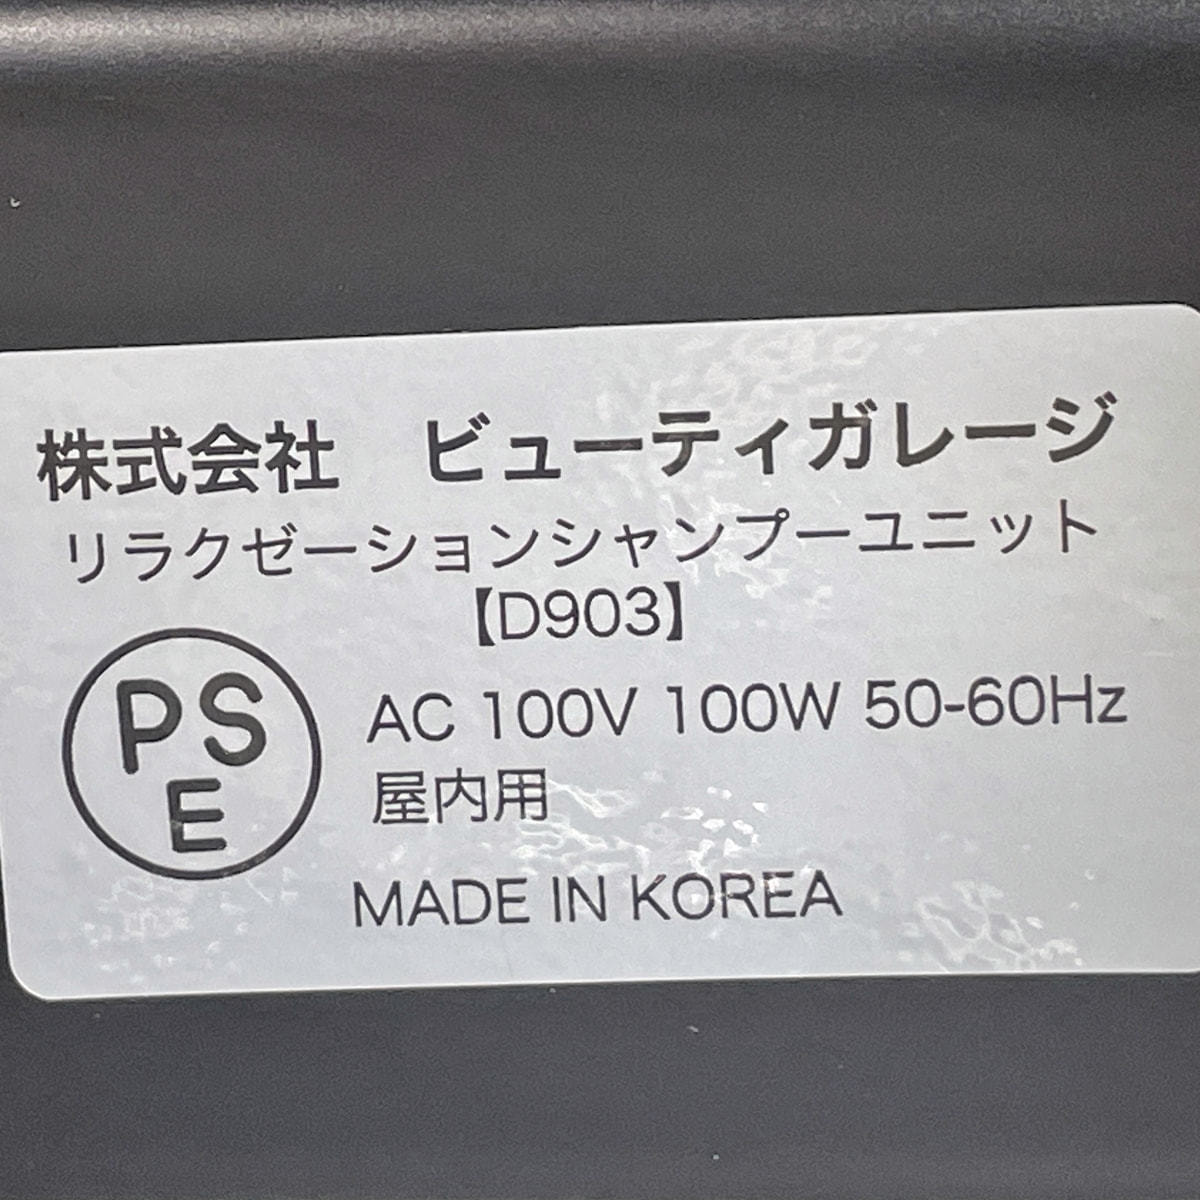 株式会社 ビューティガレージ
リラクゼーションシャンプーユニット
【D903】
PS
E
AC 100V 100W 50-60Hz
屋内用
MADE IN KOREA